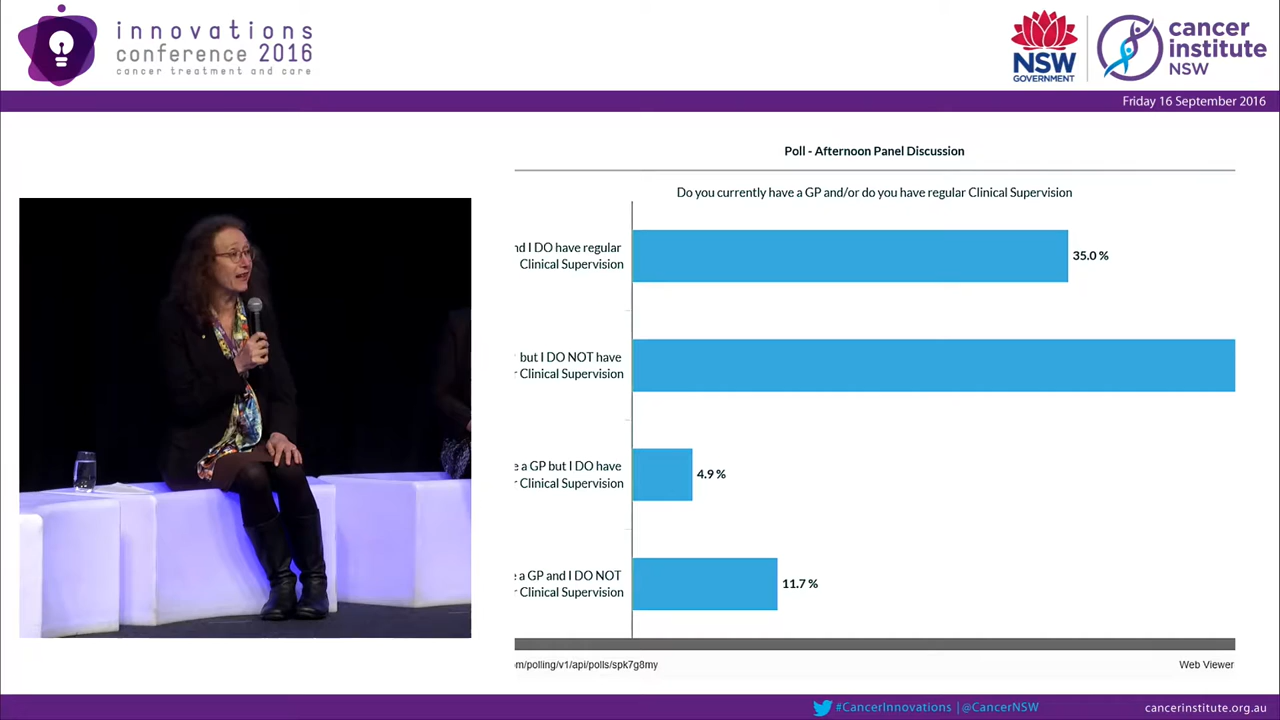 innovations
conference 2016
cancer treatment and care
NSW
GOVERNMENT
cancer
institute
NSW
Friday 16 September 2016
Poll - Afternoon Panel Discussion
Do you currently have a GP and/or do you have regular Clinical Supervision
I DO have regular
Clinical Supervision
35.0 %
but I DO NOT have
Clinical Supervision
a GP but I DO have
Clinical Supervision
4.9 %
a GP and I DO NOT
Clinical Supervision
11.7 %
/polling/v1/api/polls/spk7g8my
Web Viewer
#CancerInnovations | @CancerNSW
cancerinstitute.org.au